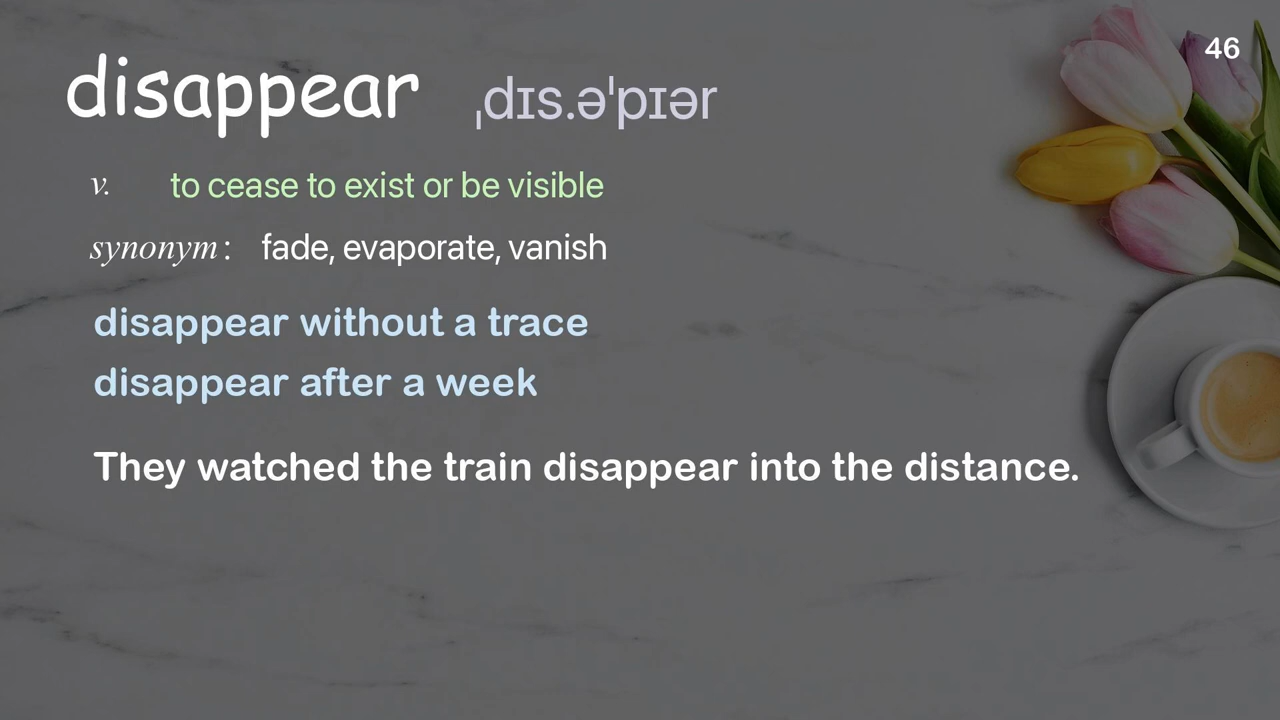 46
disappear ˌdɪs.əˈpɪər
v. to cease to exist or be visible
synonym: fade, evaporate, vanish
disappear without a trace
disappear after a week
They watched the train disappear into the distance.